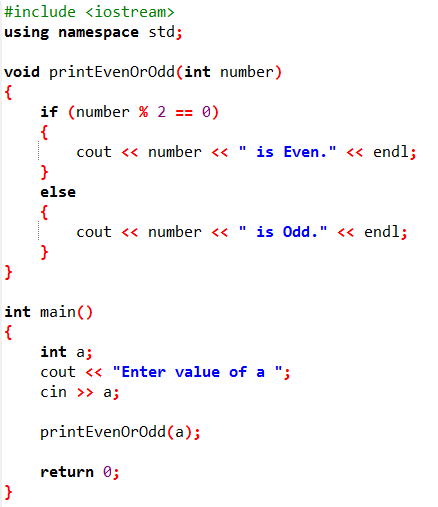 #include <iostream>
using namespace std;

void printEvenOrOdd(int number)
{
    if (number % 2 == 0)
    {
        cout << number << " is Even." << endl;
    }
    else
    {
        cout << number << " is Odd." << endl;
    }
}

int main()
{
    int a;
    cout << "Enter value of a ";
    cin >> a;

    printEvenOrOdd(a);

    return 0;
}